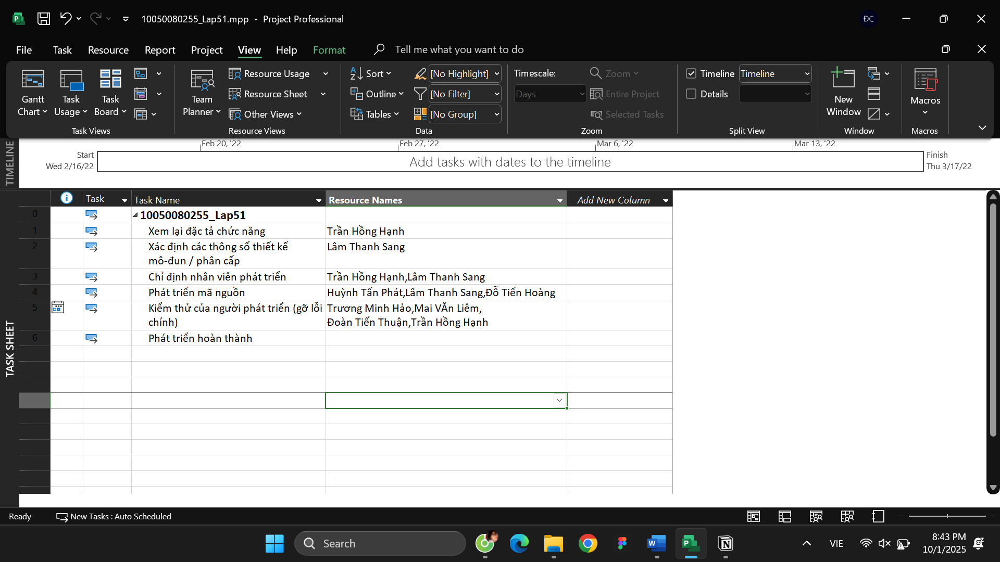 10050080255_Lap51.mpp - Project Professional
ĐC
File Task Resource Report Project View Help Format Tell me what you want to do
Gantt Chart
Task Usage
Task Board
Task Views
Team Planner
Resource Usage
Resource Sheet
Other Views
Resource Views
Sort
Outline
Tables
[No Highlight]
[No Filter]
[No Group]
Data
Timescale:
Days
Zoom
Entire Project
Selected Tasks
Zoom
Timeline Timeline
Details
Split View
New Window
Window
Macros
Macros
TIMELINE
Feb 20, '22 Feb 27, '22 Mar 6, '22 Mar 13, '22
Start
Wed 2/16/22
Add tasks with dates to the timeline
Finish
Thu 3/17/22
TASK SHEET
Task Task Name Resource Names Add New Column
0 10050080255_Lap51
1 Xem lại đặc tả chức năng Trần Hồng Hạnh
2 Xác định các thông số thiết kế Lâm Thanh Sang
mô-đun / phân cấp
3 Chỉ định nhân viên phát triển Trần Hồng Hạnh,Lâm Thanh Sang
4 Phát triển mã nguồn Huỳnh Tấn Phát,Lâm Thanh Sang,Đỗ Tiến Hoàng
5 Kiểm thử của người phát triển (gỡ lỗi Trương Minh Hảo,Mai VĂn Liêm,
chính) Đoàn Tiến Thuận,Trần Hồng Hạnh
6 Phát triển hoàn thành
Ready New Tasks : Auto Scheduled
Search
VIE
8:43 PM
10/1/2025